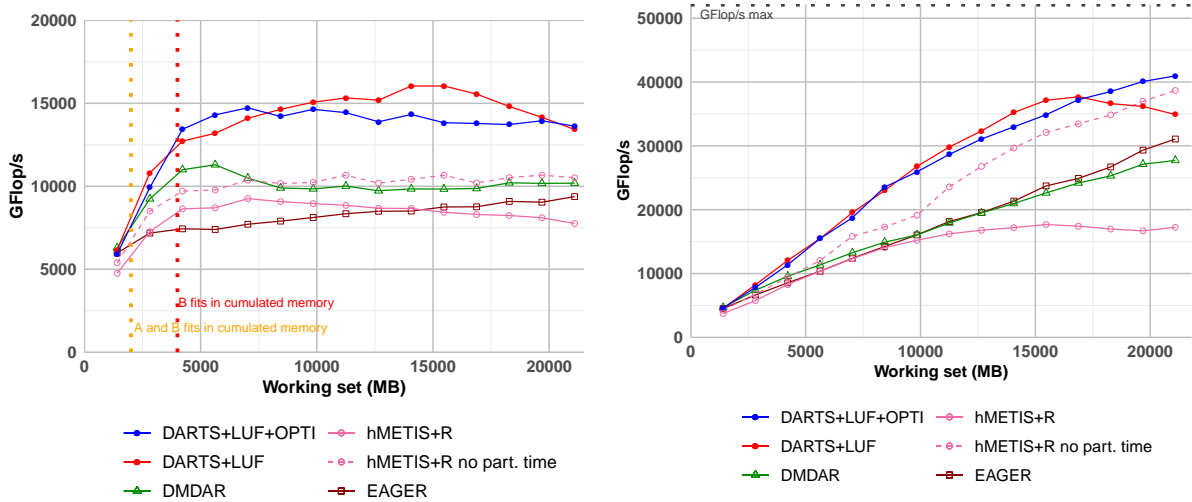 20000
15000
10000
5000
0
GFlop/s
B fits in cumulated memory
A and B fits in cumulated memory
0 5000 10000 15000 20000
Working set (MB)
DARTS+LUF+OPTI hMETIS+R
DARTS+LUF hMETIS+R no part. time
DMDAR EAGER
50000
40000
30000
20000
10000
0
GFlop/s
GFlop/s max
0 5000 10000 15000 20000
Working set (MB)
DARTS+LUF+OPTI hMETIS+R
DARTS+LUF hMETIS+R no part. time
DMDAR EAGER